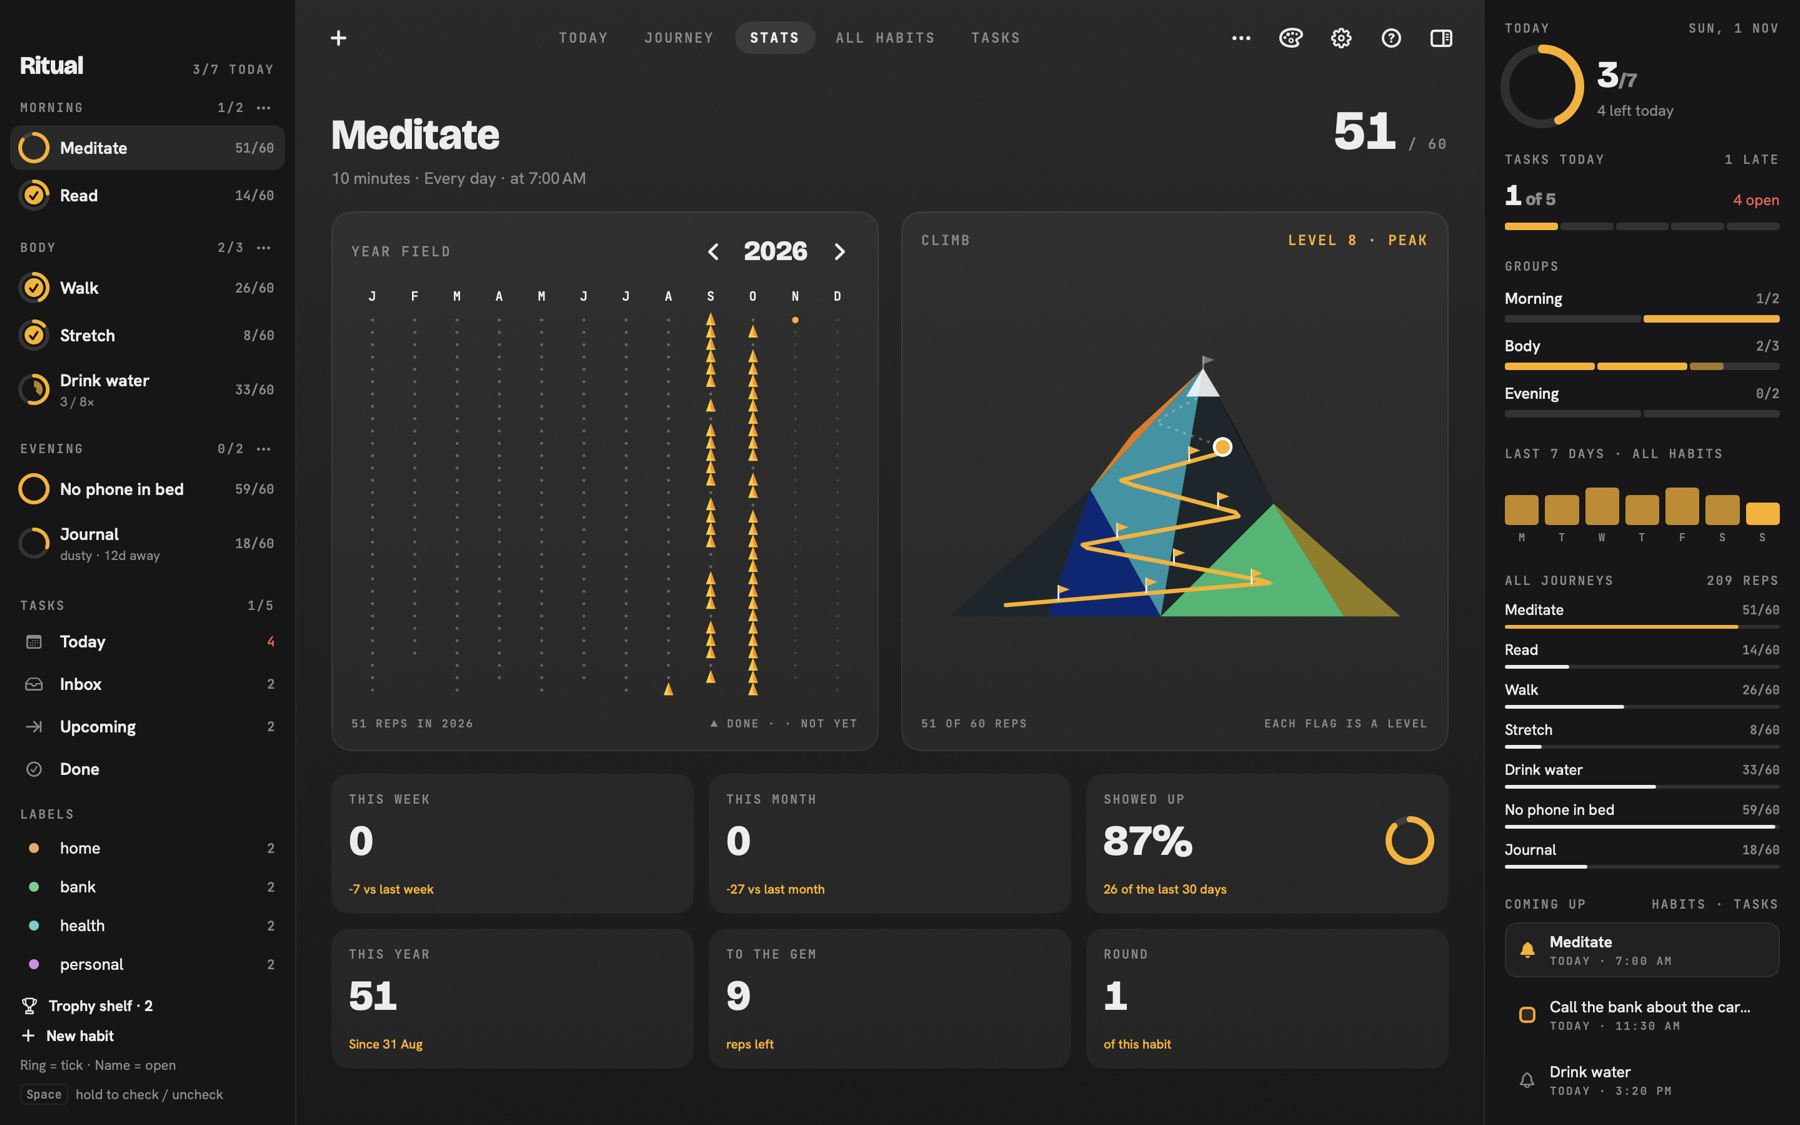 Ritual
3/7 TODAY
MORNING 1/2 ···
Meditate 51/60
Read 14/60
BODY 2/3 ···
Walk 26/60
Stretch 8/60
Drink water 33/60
3 / 8×
EVENING 0/2 ···
No phone in bed 59/60
Journal 18/60
dusty · 12d away
TASKS 1/5
Today 4
Inbox 2
Upcoming 2
Done
LABELS
home 2
bank 2
health 2
personal 2
Trophy shelf · 2
New habit
Ring = tick · Name = open
Space hold to check / uncheck
TODAY JOURNEY STATS ALL HABITS TASKS
Meditate
51 / 60
10 minutes · Every day · at 7:00 AM
YEAR FIELD
2026
J F M A M J J A S O N D
51 REPS IN 2026
▲ DONE · · NOT YET
CLIMB
LEVEL 8 · PEAK
51 OF 60 REPS
EACH FLAG IS A LEVEL
THIS WEEK
0
-7 vs last week
THIS MONTH
0
-27 vs last month
SHOWED UP
87%
26 of the last 30 days
THIS YEAR
51
Since 31 Aug
TO THE GEM
9
reps left
ROUND
1
of this habit
TODAY SUN, 1 NOV
3/7
4 left today
TASKS TODAY 1 LATE
1 of 5 4 open
GROUPS
Morning 1/2
Body 2/3
Evening 0/2
LAST 7 DAYS · ALL HABITS
M T W T F S S
ALL JOURNEYS 209 REPS
Meditate 51/60
Read 14/60
Walk 26/60
Stretch 8/60
Drink water 33/60
No phone in bed 59/60
Journal 18/60
COMING UP HABITS · TASKS
Meditate
TODAY · 7:00 AM
Call the bank about the car...
TODAY · 11:30 AM
Drink water
TODAY · 3:20 PM